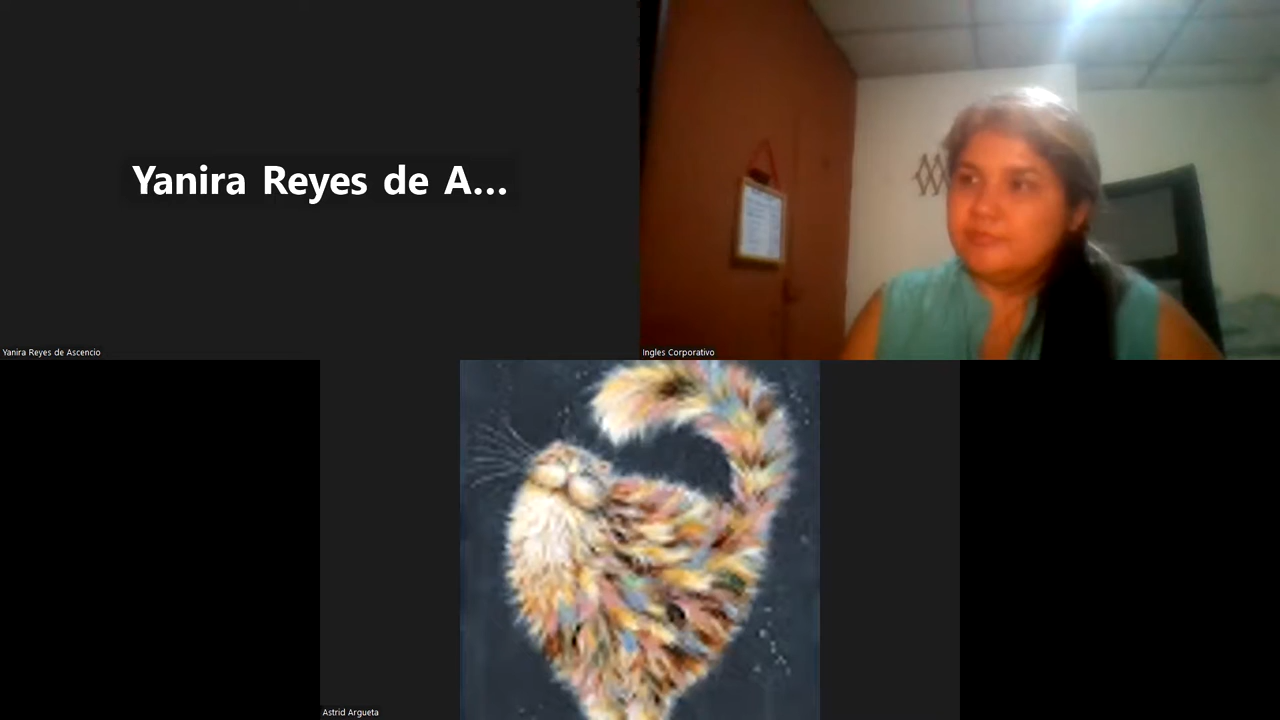 Yanira Reyes de A...
Yanira Reyes de Ascencio
Ingles Corporativo
Astrid Argueta